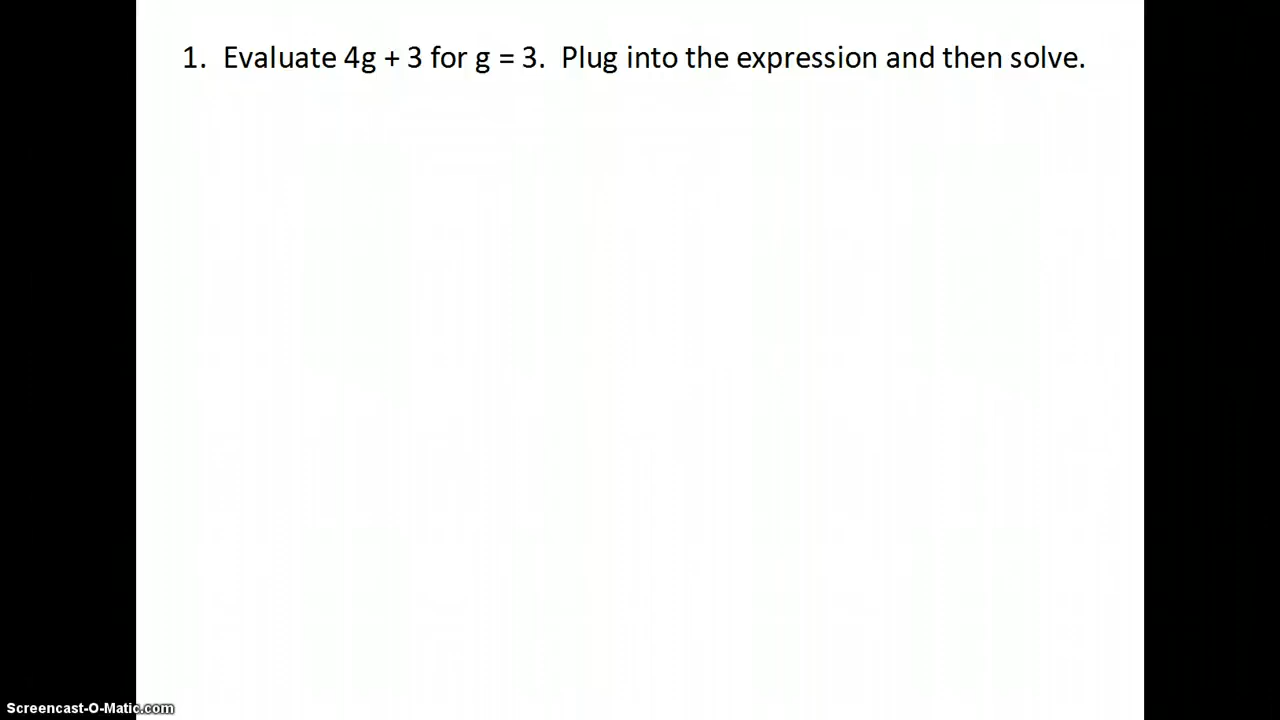 1. Evaluate 4g + 3 for g = 3. Plug into the expression and then solve.
Screencast-O-Matic.com